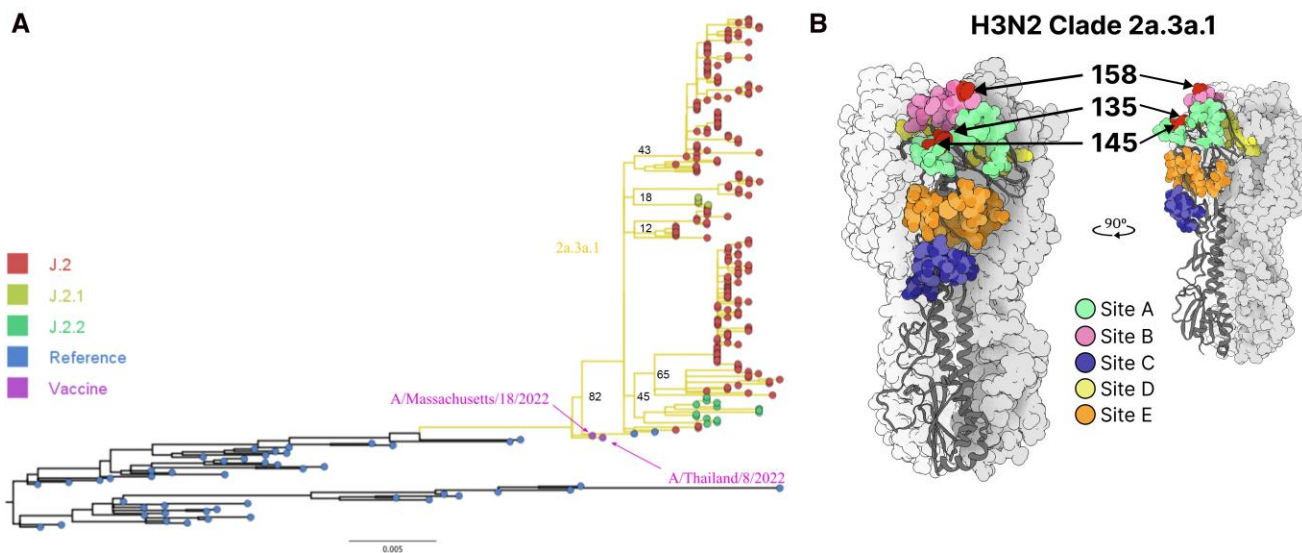 A
43
18
12
2a.3a.1
J.2
J.2.1
J.2.2
Reference
Vaccine
65
82
45
A/Massachusetts/18/2022
A/Thailand/8/2022
0.005
B
H3N2 Clade 2a.3a.1
158
135
145
90º
Site A
Site B
Site C
Site D
Site E